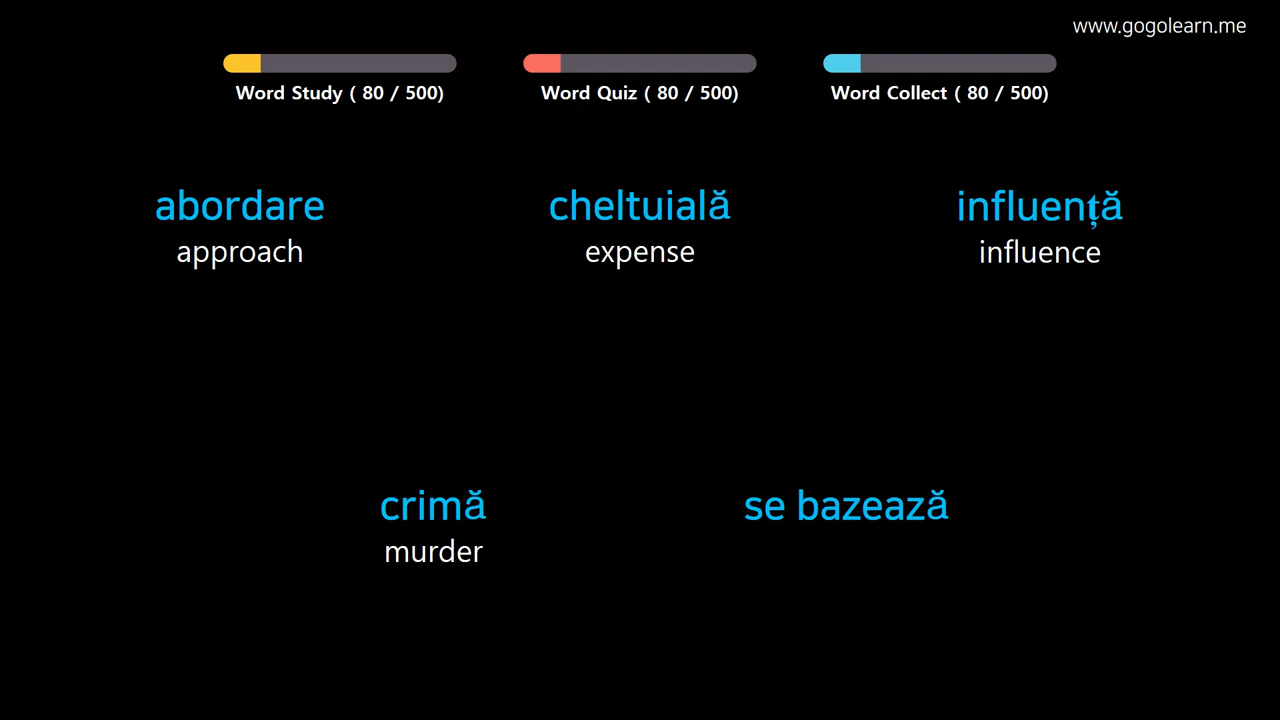 www.gogolearn.me
Word Study ( 80 / 500)
Word Quiz ( 80 / 500)
Word Collect ( 80 / 500)
abordare
approach
cheltuială
expense
influență
influence
crimă
murder
se bazează